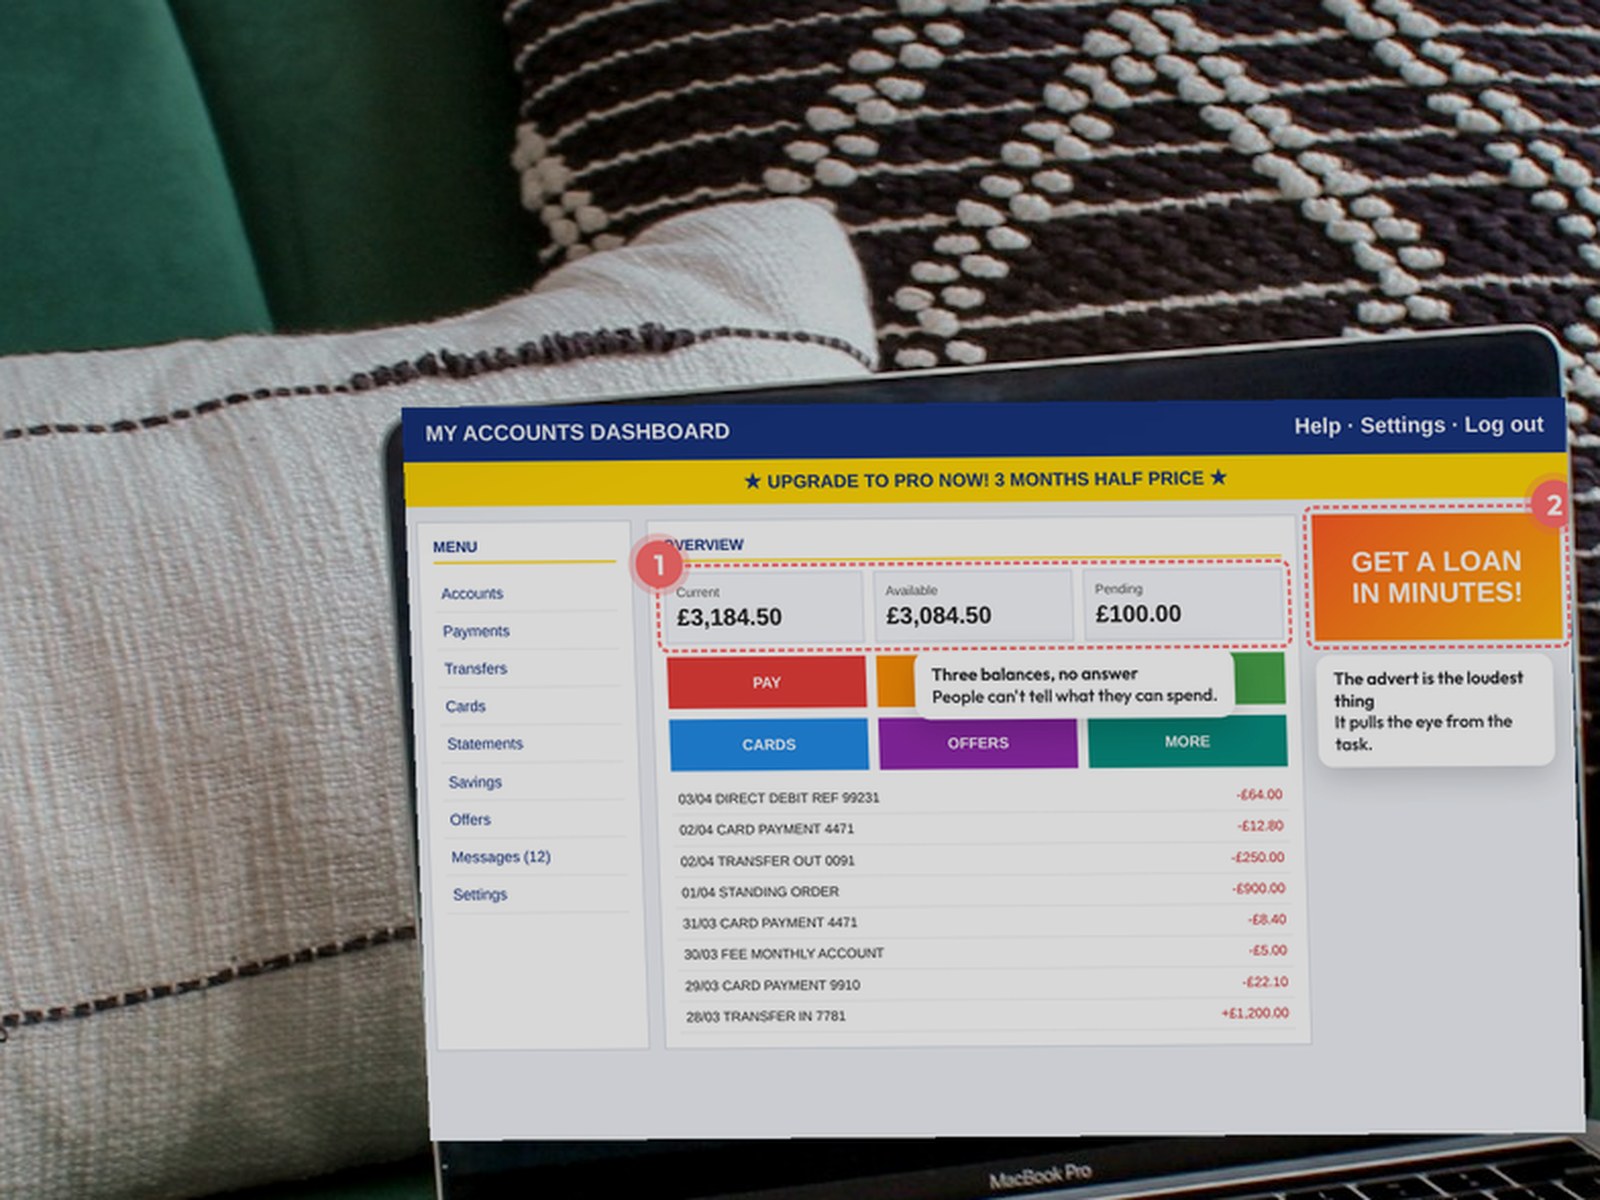 MY ACCOUNTS DASHBOARD
Help · Settings · Log out
★ UPGRADE TO PRO NOW! 3 MONTHS HALF PRICE ★
MENU
Accounts
Payments
Transfers
Cards
Statements
Savings
Offers
Messages (12)
Settings
OVERVIEW
1
Current
£3,184.50
Available
£3,084.50
Pending
£100.00
PAY
Three balances, no answer
People can't tell what they can spend.
CARDS
OFFERS
MORE
03/04 DIRECT DEBIT REF 99231 -£64.00
02/04 CARD PAYMENT 4471 -£12.80
02/04 TRANSFER OUT 0091 -£250.00
01/04 STANDING ORDER -£900.00
31/03 CARD PAYMENT 4471 -£8.40
30/03 FEE MONTHLY ACCOUNT -£5.00
29/03 CARD PAYMENT 9910 -£22.10
28/03 TRANSFER IN 7781 +£1,200.00
2
GET A LOAN
IN MINUTES!
The advert is the loudest
thing
It pulls the eye from the
task.
MacBook Pro